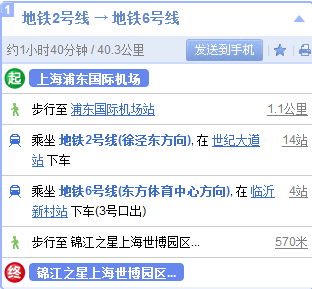 1
地铁2号线 → 地铁6号线
约1小时40分钟 / 40.3公里 发送到手机
起 上海浦东国际机场
步行至 浦东国际机场站 1.1公里
乘坐 地铁2号线(徐泾东方向), 在 世纪大道 14站
站 下车
乘坐 地铁6号线(东方体育中心方向), 在 临沂 4站
新村站 下车(3号口出)
步行至 锦江之星上海世博园区... 570米
终 锦江之星上海世博园区...